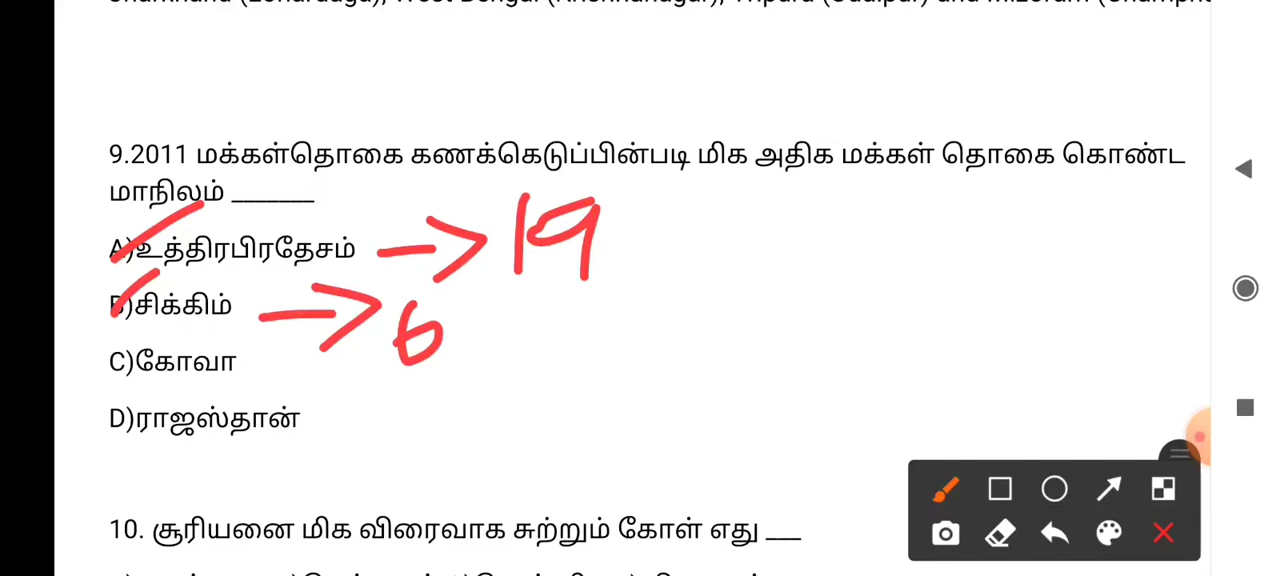 9.2011 மக்கள்தொகை கணக்கெடுப்பின்படி மிக அதிக மக்கள் தொகை கொண்ட
மாநிலம் ______
A)உத்திரபிரதேசம் 19
B)சிக்கிம் 6
C)கோவா
D)ராஜஸ்தான்
10. சூரியனை மிக விரைவாக சுற்றும் கோள் எது ___